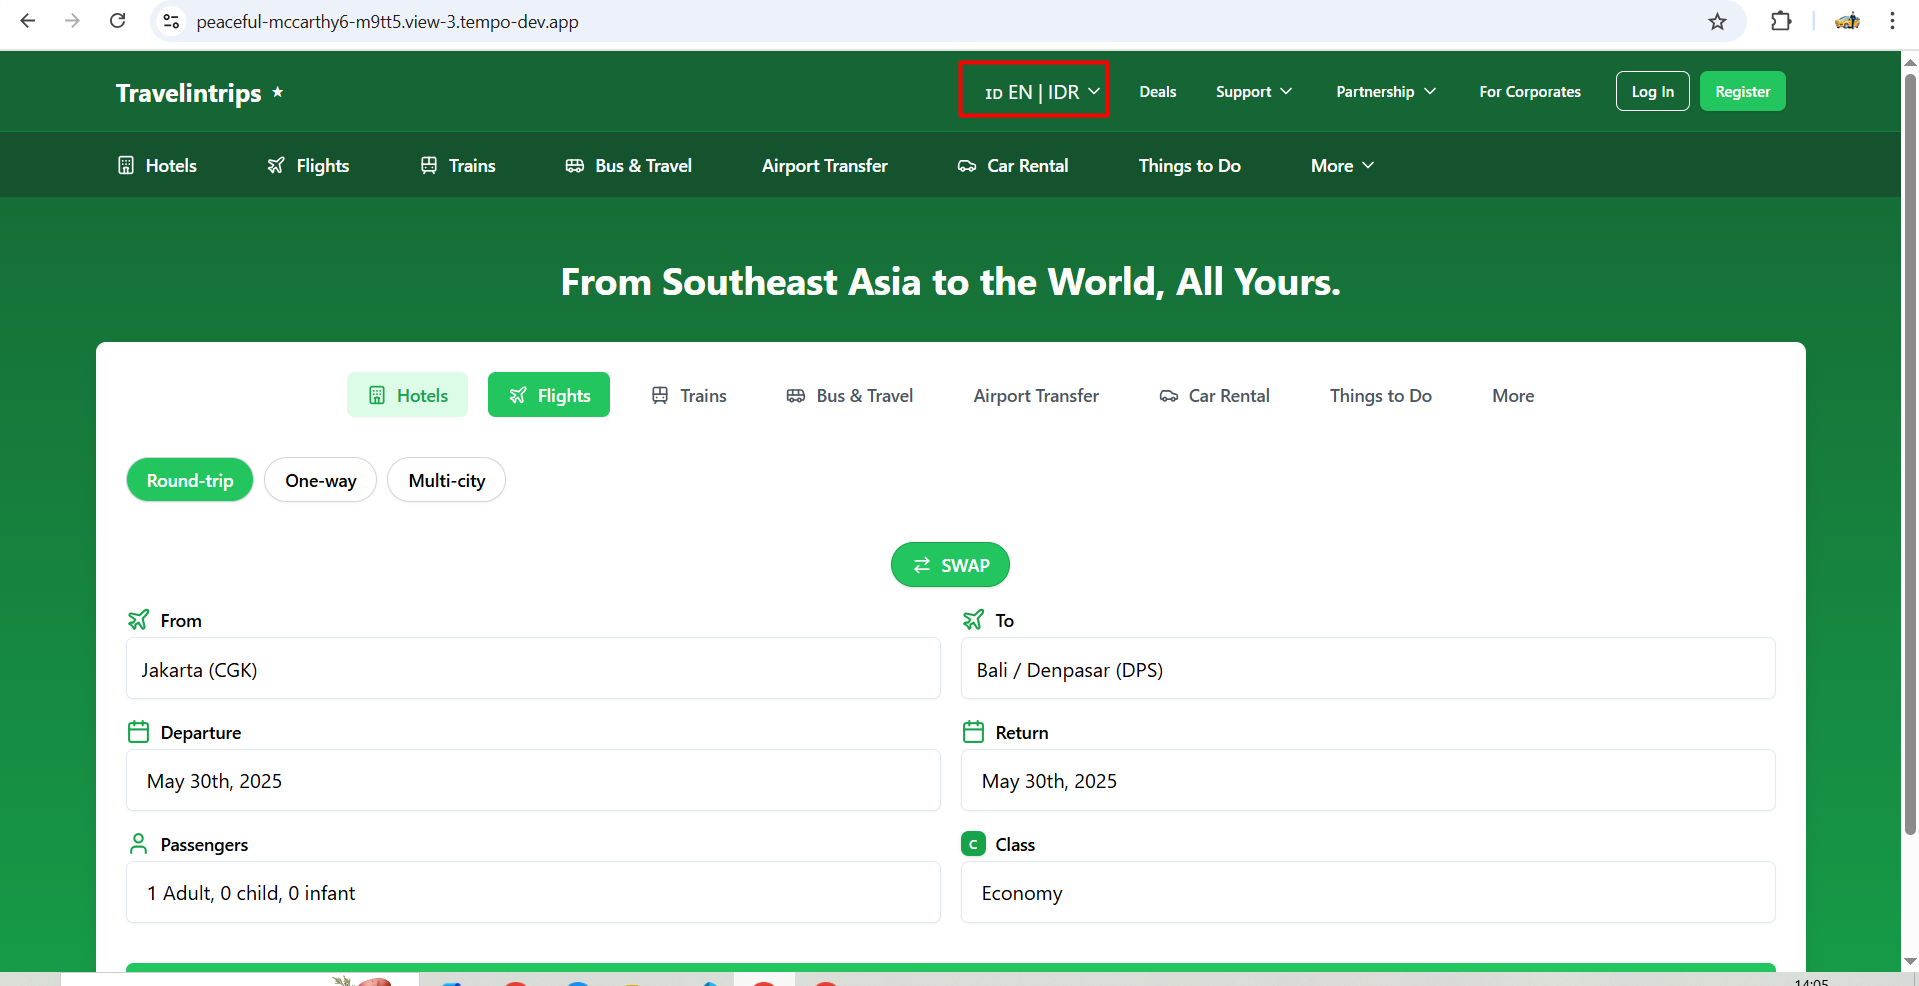 peaceful-mccarthy6-m9tt5.view-3.tempo-dev.app
Travelintrips ★ ID EN | IDR Deals Support Partnership For Corporates Log In Register
Hotels Flights Trains Bus & Travel Airport Transfer Car Rental Things to Do More
From Southeast Asia to the World, All Yours.
Hotels Flights Trains Bus & Travel Airport Transfer Car Rental Things to Do More
Round-trip One-way Multi-city
SWAP
From To
Jakarta (CGK) Bali / Denpasar (DPS)
Departure Return
May 30th, 2025 May 30th, 2025
Passengers C Class
1 Adult, 0 child, 0 infant Economy
14:05